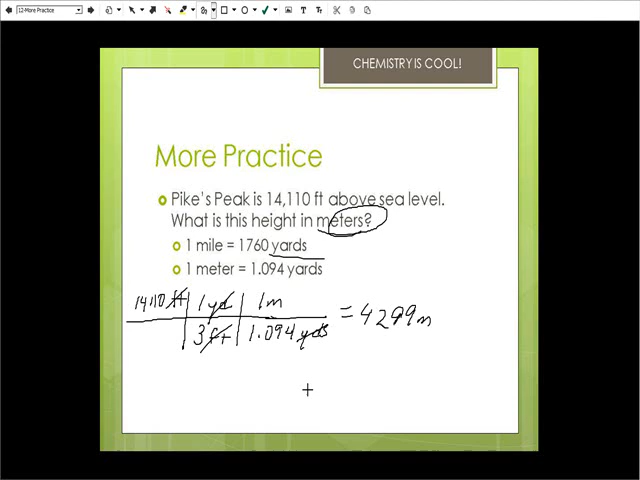 12-More Practice
CHEMISTRY IS COOL!
More Practice
Pike's Peak is 14,110 ft above sea level.
What is this height in meters?
1 mile = 1760 yards
1 meter = 1.094 yards
14110 ft | 1 yd | 1 m
3 ft | 1.094 yds
= 4299 m